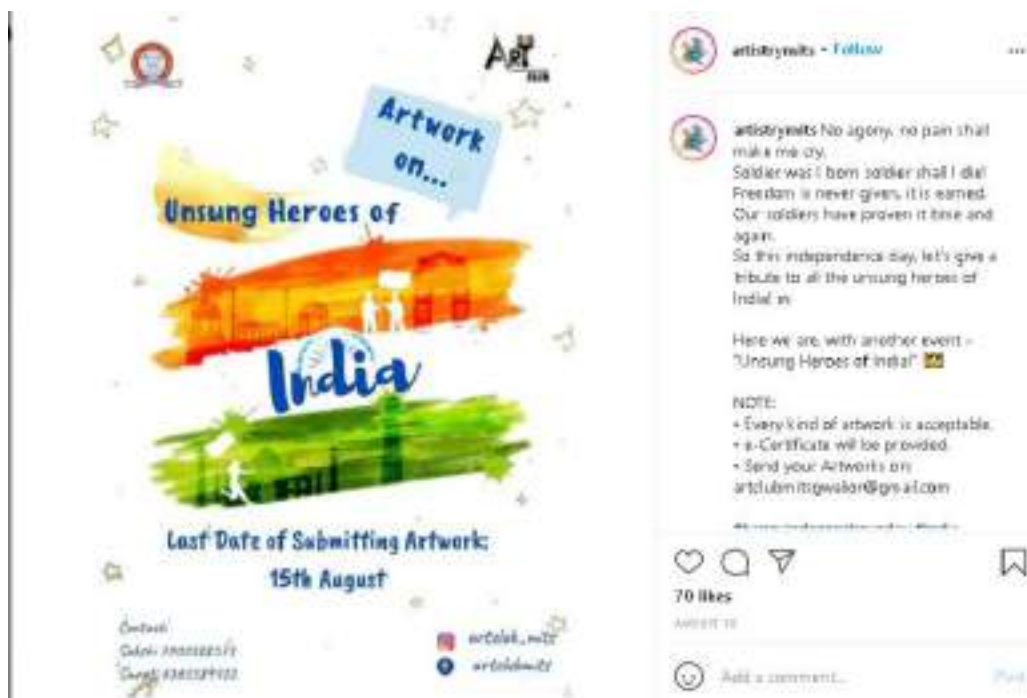 ART
Artwork
on...
Unsung Heroes of
India
Last Date of Submitting Artwork:
15th August
Contact:
artclub_mits
artclubmits
artistrymits • Follow
artistrymits No agony, no pain shall
make me cry.
Soldier was I born soldier shall I die!
Freedom is never given, it is earned.
Our soldiers have proven it time and
again.
So this independence day, let's give a
tribute to all the unsung heroes of
India!
Here we are, with another event -
"Unsung Heroes of India!"
NOTE:
• Every kind of artwork is acceptable.
• e-Certificate will be provided.
• Send your Artworks on:
artclubmitsgwalior@gmail.com
70 likes
Add a comment...
Post